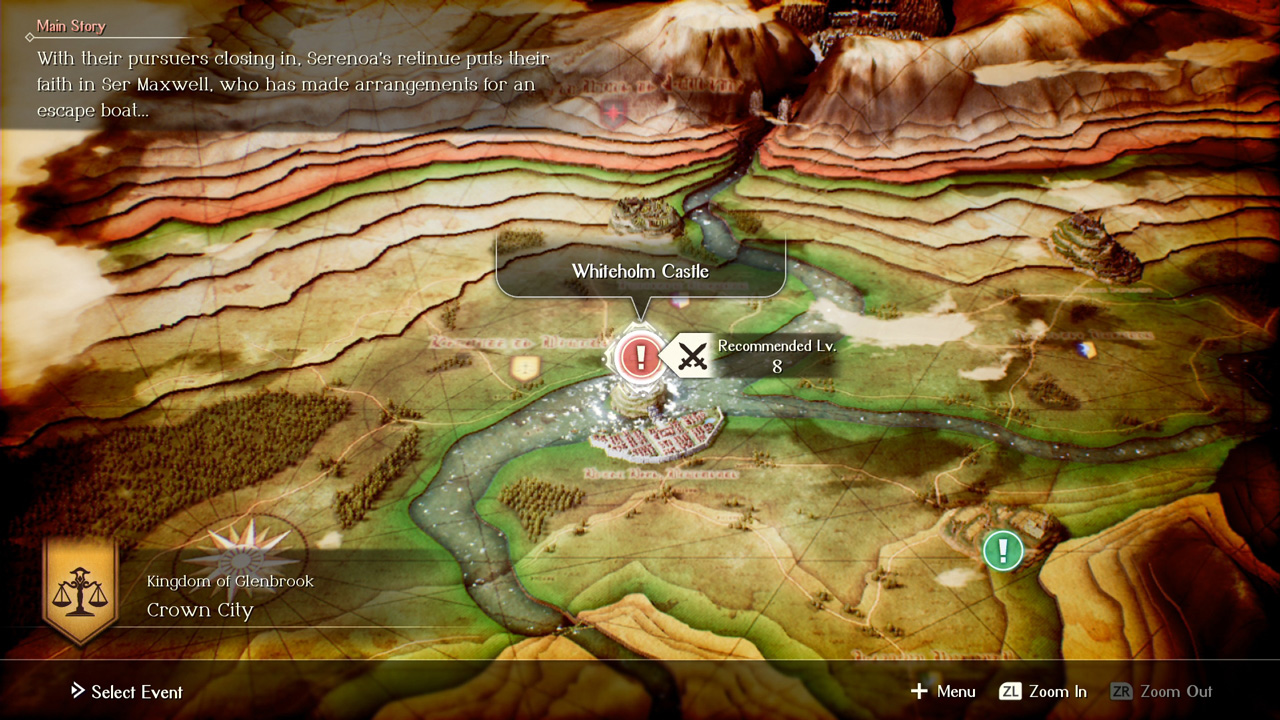 Main Story
With their pursuers closing in, Serenoa's retinue puts their
faith in Ser Maxwell, who has made arrangements for an
escape boat...
Whiteholm Castle
Recommended Lv.
8
Kingdom of Glenbrook
Crown City
Select Event
Menu
ZL Zoom In
ZR Zoom Out